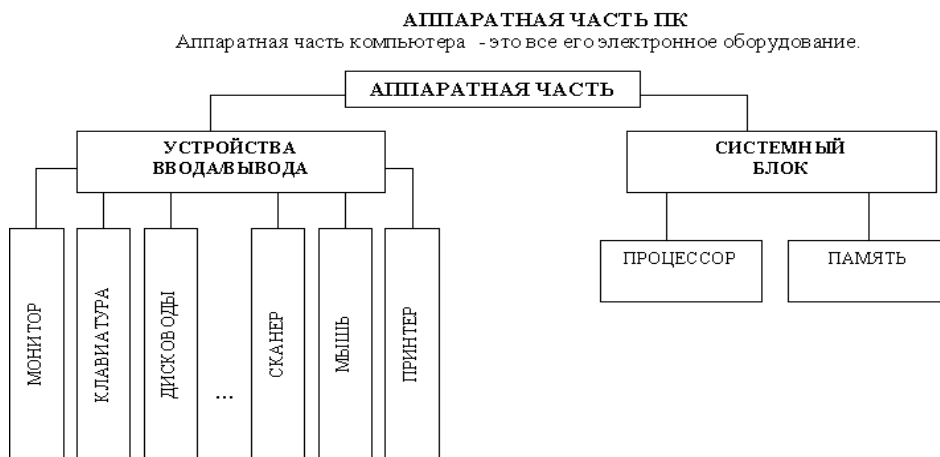 АППАРАТНАЯ ЧАСТЬ ПК
Аппаратная часть компьютера - это все его электронное оборудование.
АППАРАТНАЯ ЧАСТЬ
УСТРОЙСТВА
ВВОДА/ВЫВОДА
СИСТЕМНЫЙ
БЛОК
МОНИТОР
КЛАВИАТУРА
ДИСКОВОДЫ
...
СКАНЕР
МЫШЬ
ПРИНТЕР
ПРОЦЕССОР
ПАМЯТЬ